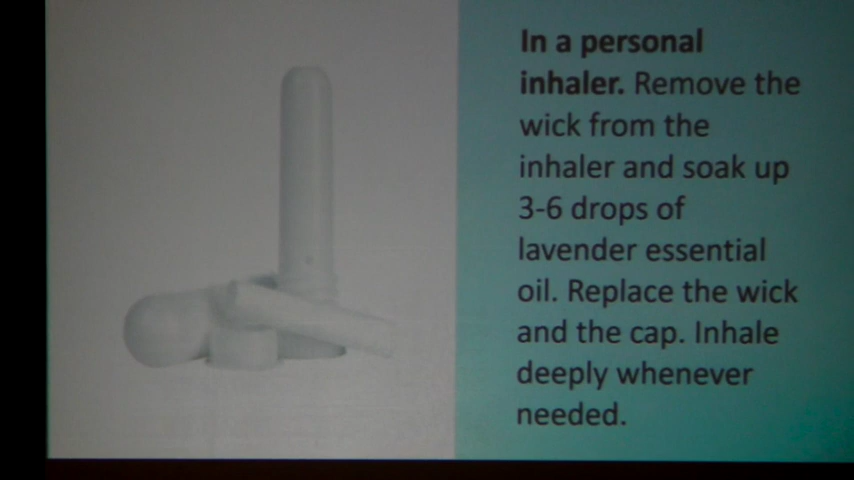 In a personal
inhaler. Remove the
wick from the
inhaler and soak up
3-6 drops of
lavender essential
oil. Replace the wick
and the cap. Inhale
deeply whenever
needed.